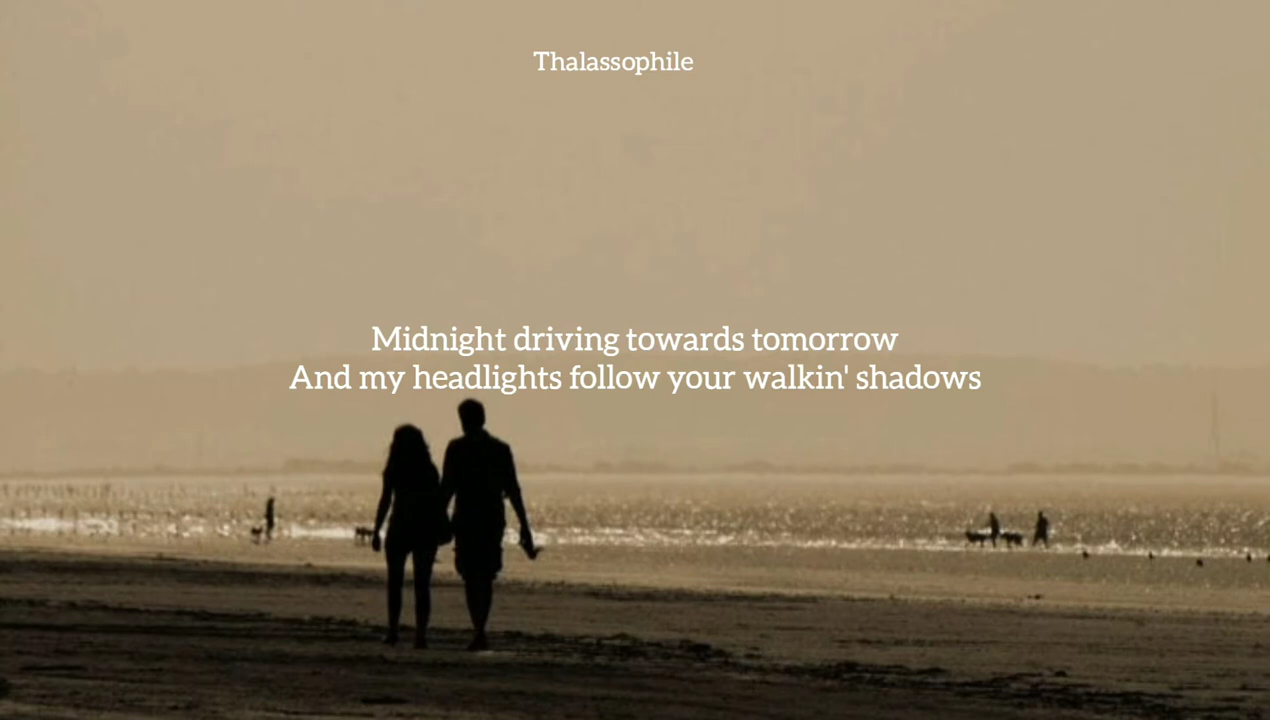 Thalassophile
Midnight driving towards tomorrow
And my headlights follow your walkin' shadows